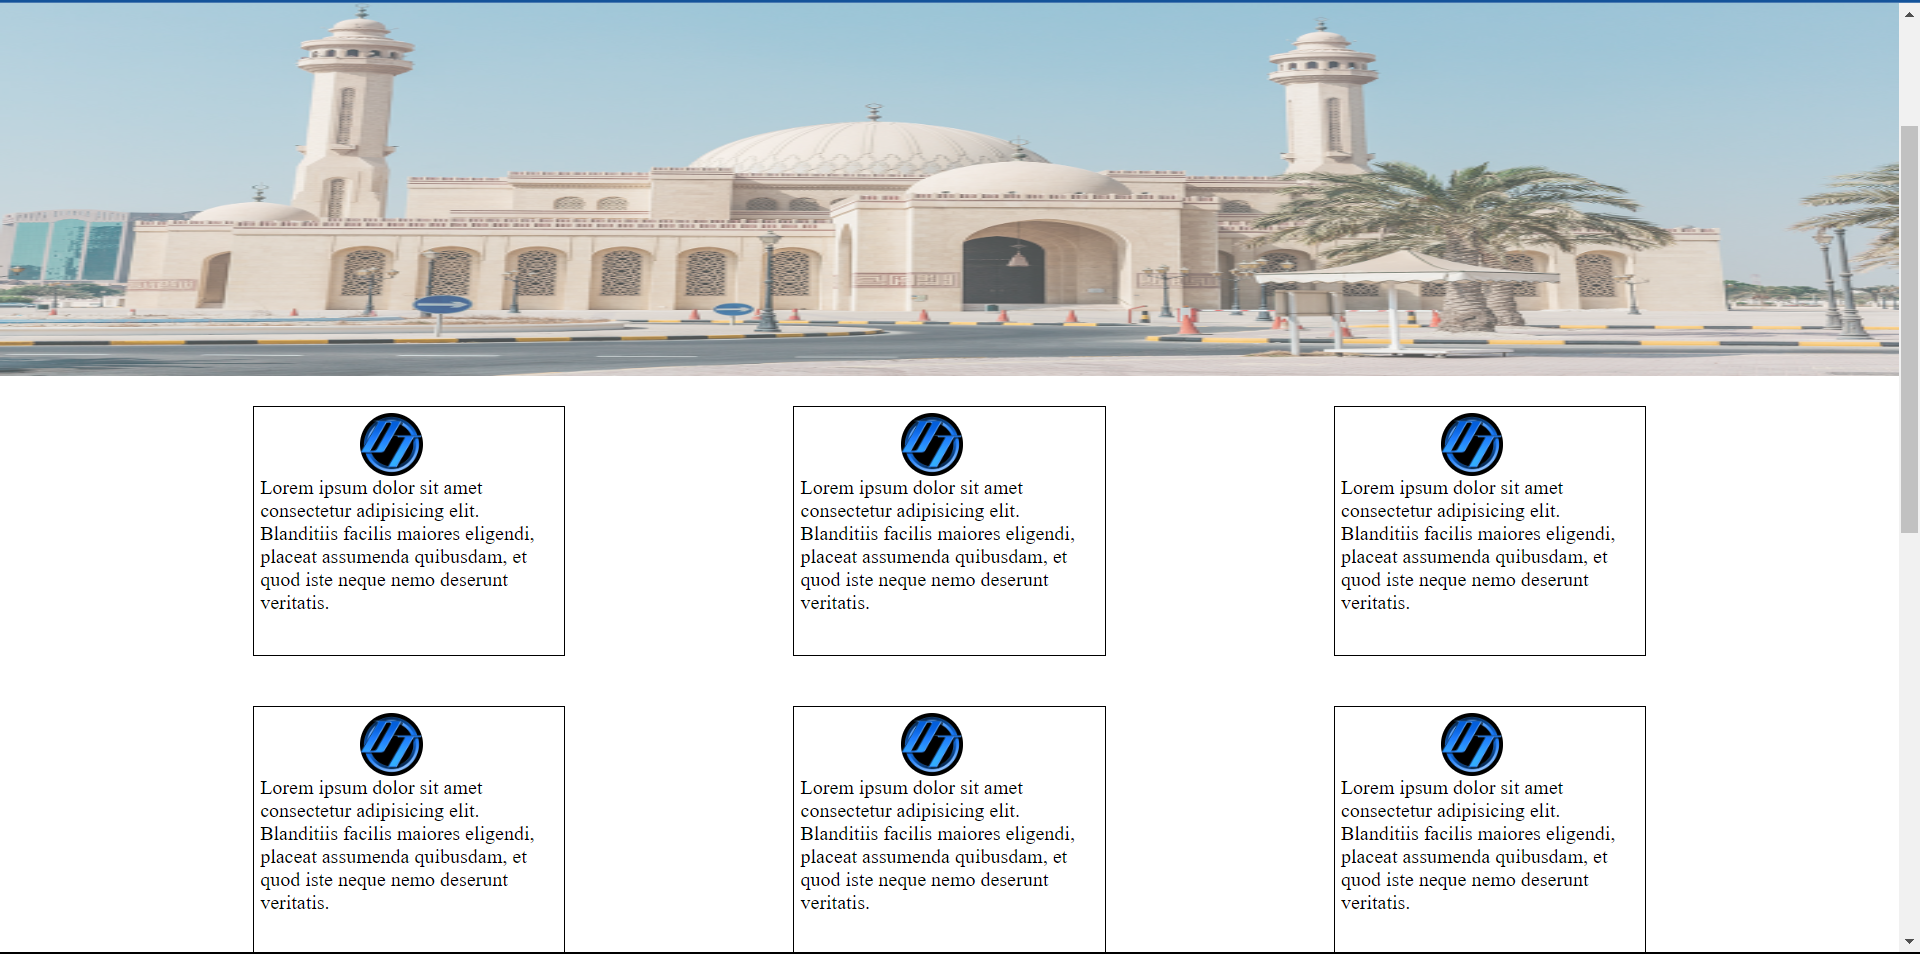 Lorem ipsum dolor sit amet
consectetur adipisicing elit.
Blanditiis facilis maiores eligendi,
placeat assumenda quibusdam, et
quod iste neque nemo deserunt
veritatis.
Lorem ipsum dolor sit amet
consectetur adipisicing elit.
Blanditiis facilis maiores eligendi,
placeat assumenda quibusdam, et
quod iste neque nemo deserunt
veritatis.
Lorem ipsum dolor sit amet
consectetur adipisicing elit.
Blanditiis facilis maiores eligendi,
placeat assumenda quibusdam, et
quod iste neque nemo deserunt
veritatis.
Lorem ipsum dolor sit amet
consectetur adipisicing elit.
Blanditiis facilis maiores eligendi,
placeat assumenda quibusdam, et
quod iste neque nemo deserunt
veritatis.
Lorem ipsum dolor sit amet
consectetur adipisicing elit.
Blanditiis facilis maiores eligendi,
placeat assumenda quibusdam, et
quod iste neque nemo deserunt
veritatis.
Lorem ipsum dolor sit amet
consectetur adipisicing elit.
Blanditiis facilis maiores eligendi,
placeat assumenda quibusdam, et
quod iste neque nemo deserunt
veritatis.